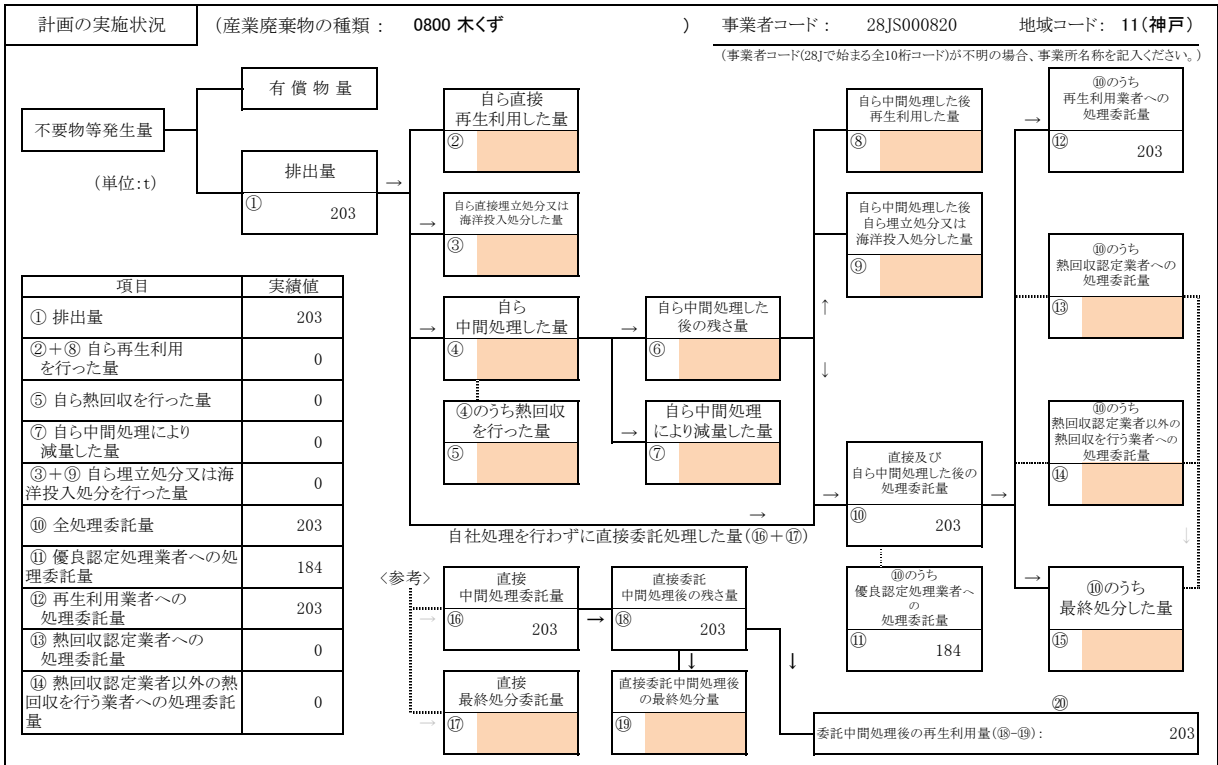 計画の実施状況 (産業廃棄物の種類： 0800 木くず ) 事業者コード： 28JS000820 地域コード： 11(神戸)
(事業者コード(28Jで始まる全10桁コード)が不明の場合、事業所名称を記入ください。)
不要物等発生量
(単位:t)
有償物量
排出量
①
203
→
自ら直接
再生利用した量
②
→
自ら直接埋立処分又は
海洋投入処分した量
③
→
自ら
中間処理した量
④
④のうち熱回収
を行った量
⑤
→
自ら中間処理した
後の残さ量
⑥
→
自ら中間処理
により減量した量
⑦
自ら中間処理した後
再生利用した量
⑧
自ら中間処理した後
自ら埋立処分又は
海洋投入処分した量
⑨
↑
↓
→
自社処理を行わずに直接委託処理した量(⑯＋⑰)
→
直接及び
自ら中間処理した後の
処理委託量
⑩
203
→
⑩のうち
優良認定処理業者へ
の
処理委託量
⑪
184
→
⑩のうち
再生利用業者への
処理委託量
⑫
203
⑩のうち
熱回収認定業者への
処理委託量
⑬
⑩のうち
熱回収認定業者以外の
熱回収を行う業者への
処理委託量
⑭
↓
→
⑩のうち
最終処分した量
⑮
項目 実績値
① 排出量 203
②＋⑧ 自ら再生利用
を行った量 0
⑤ 自ら熱回収を行った量 0
⑦ 自ら中間処理により
減量した量 0
③＋⑨ 自ら埋立処分又は海
洋投入処分を行った量 0
⑩ 全処理委託量 203
⑪ 優良認定処理業者への処
理委託量 184
⑫ 再生利用業者への
処理委託量 203
⑬ 熱回収認定業者への
処理委託量 0
⑭ 熱回収認定業者以外の熱
回収を行う業者への処理委託
量 0
〈参考〉
→
直接
中間処理委託量
⑯
203
→
直接委託
中間処理後の残さ量
⑱
203
→
直接
最終処分委託量
⑰
↓
直接委託中間処理後
の最終処分量
⑲
↓
⑳
委託中間処理後の再生利用量(⑱-⑲)： 203